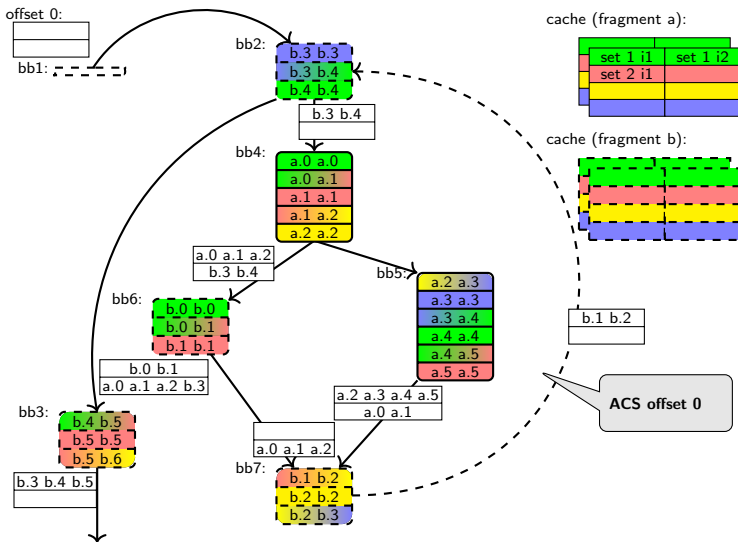 offset 0:
bb1:
bb2:
b.3 b.3
b.3 b.4
b.4 b.4
b.3 b.4
cache (fragment a):
set 1 i1 set 1 i2
set 2 i1
cache (fragment b):
bb4:
a.0 a.0
a.0 a.1
a.1 a.1
a.1 a.2
a.2 a.2
a.0 a.1 a.2
b.3 b.4
bb5:
a.2 a.3
a.3 a.3
a.3 a.4
a.4 a.4
a.4 a.5
a.5 a.5
bb6:
b.0 b.0
b.0 b.1
b.1 b.1
b.1 b.2
b.0 b.1
a.0 a.1 a.2 b.3
a.2 a.3 a.4 a.5
a.0 a.1
ACS offset 0
bb3:
b.4 b.5
b.5 b.5
b.5 b.6
a.0 a.1 a.2
bb7:
b.1 b.2
b.2 b.2
b.2 b.3
b.3 b.4 b.5